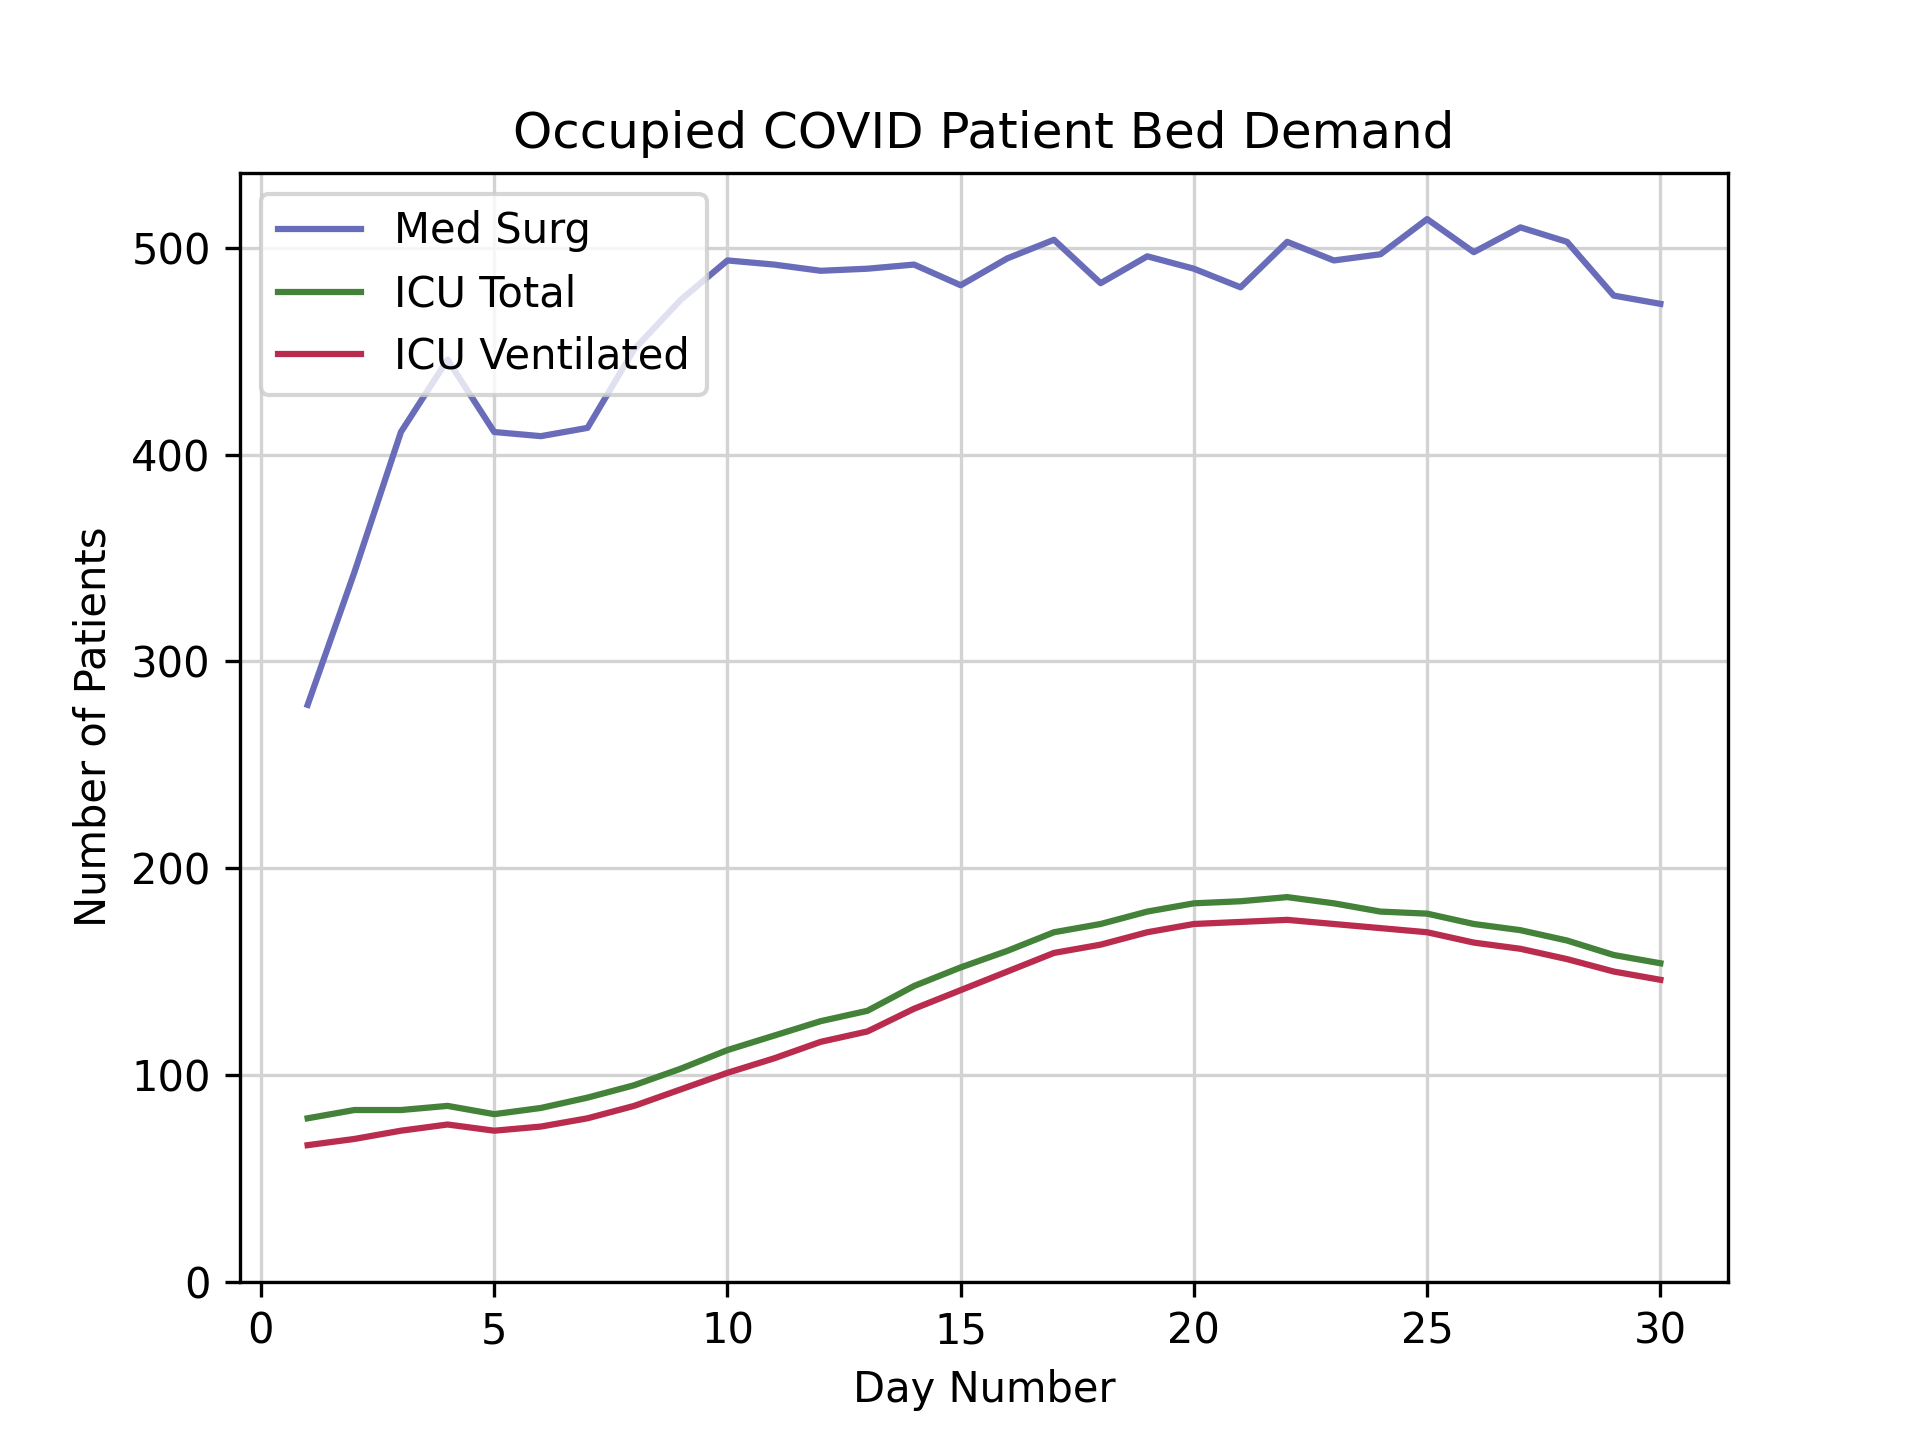 Occupied COVID Patient Bed Demand
Med Surg
ICU Total
ICU Ventilated
Number of Patients
500
400
300
200
100
0
0 5 10 15 20 25 30
Day Number